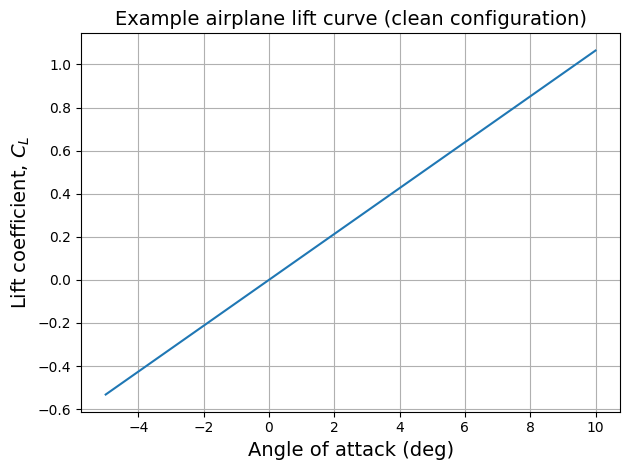 Example airplane lift curve (clean configuration)
Lift coefficient, $C_L$
1.0
0.8
0.6
0.4
0.2
0.0
−0.2
−0.4
−0.6
−4 −2 0 2 4 6 8 10
Angle of attack (deg)